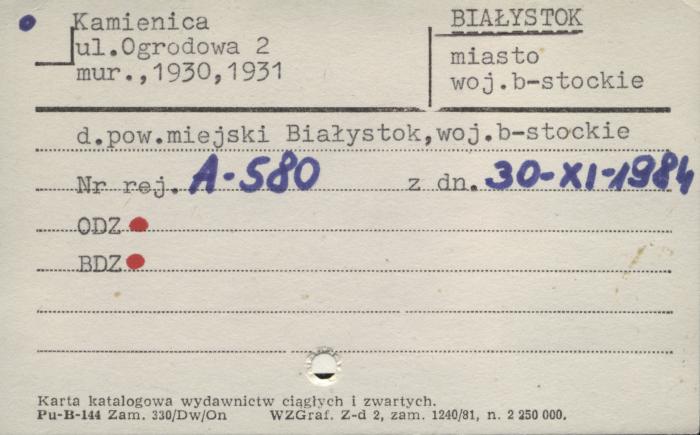 Kamienica
ul.Ogrodowa 2
mur.,1930,1931
BIAŁYSTOK
miasto
woj.b-stockie
d.pow.miejski Białystok,woj.b-stockie
Nr rej. A-580 z dn. 30-XI-1984
ODZ
BDZ
Karta katalogowa wydawnictw ciągłych i zwartych.
Pu-B-144 Zam. 330/Dw/On WZGraf. Z-d 2, zam. 1240/81, n. 2 250 000.